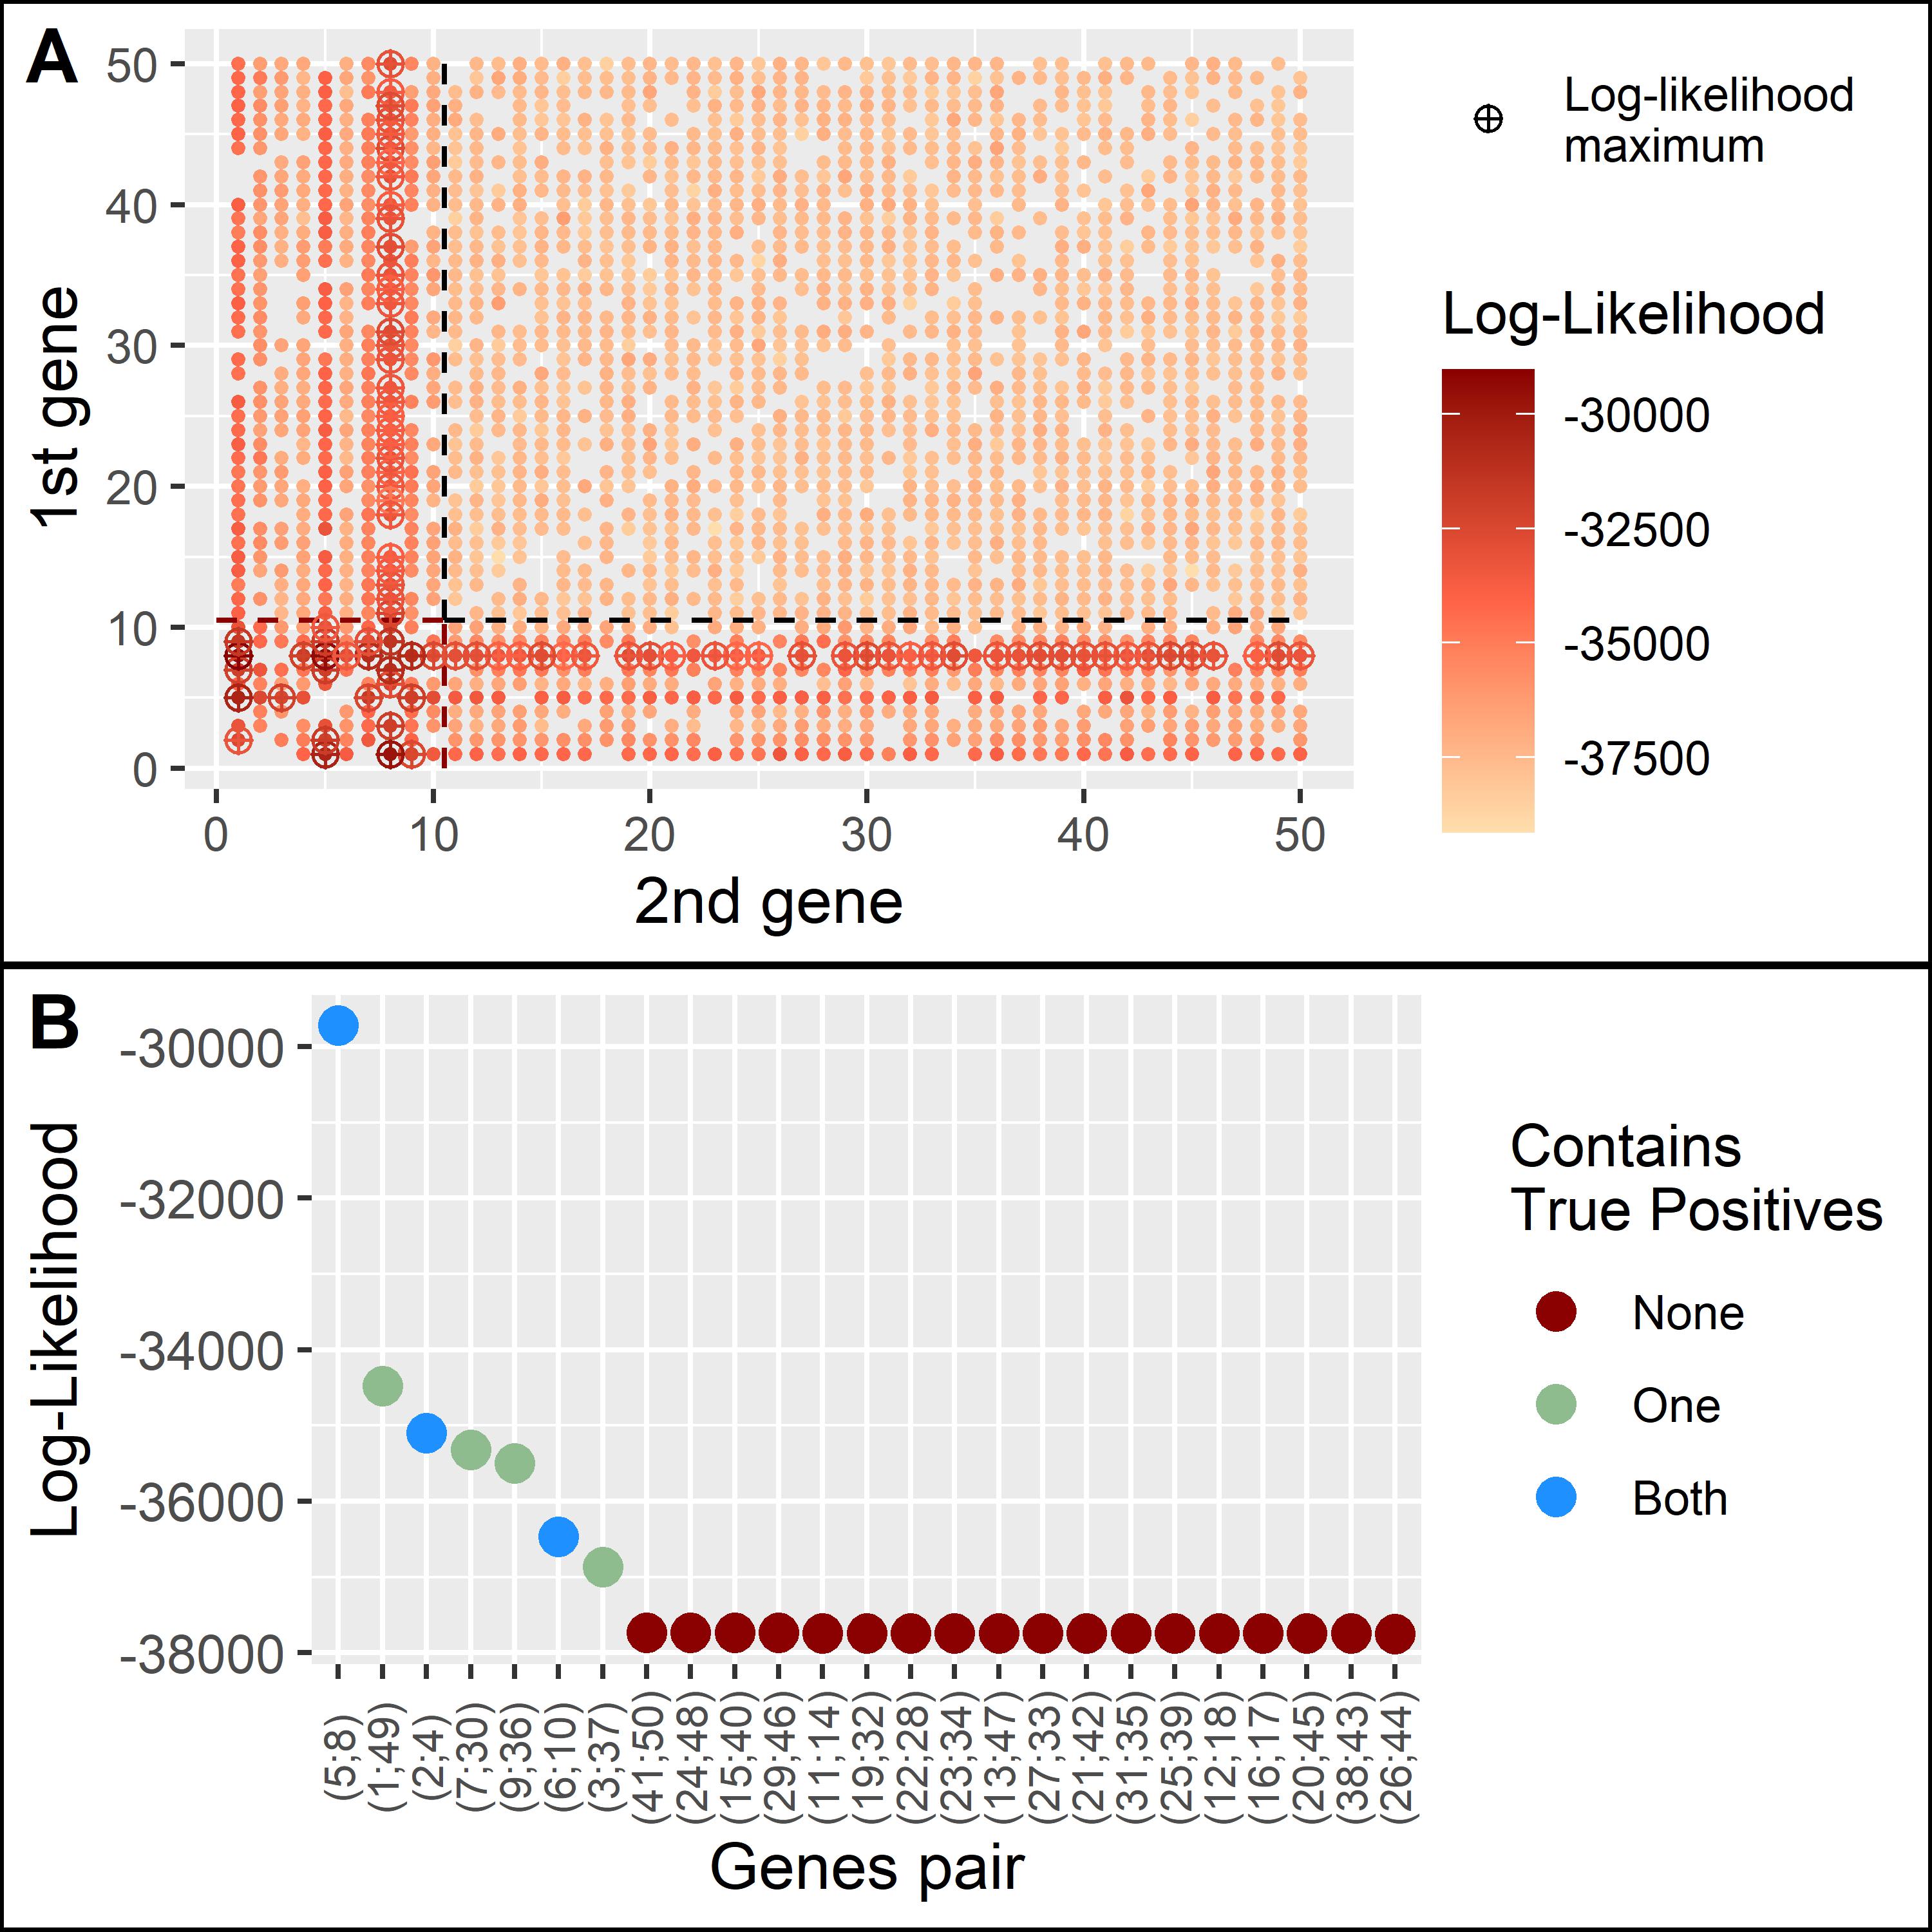 A
50
40
30
20
10
0
1st gene
0 10 20 30 40 50
2nd gene
Log-likelihood
maximum
Log-Likelihood
-30000
-32500
-35000
-37500
B
-30000
-32000
-34000
-36000
-38000
Log-Likelihood
(5;8) (1;49) (2;4) (7;30) (9;36) (6;10) (3;37) (41;50) (24;48) (15;40) (29;46) (11;14) (19;32) (22;28) (23;34) (13;47) (27;33) (21;42) (31;35) (25;39) (12;18) (16;17) (20;45) (38;43) (26;44)
Genes pair
Contains
True Positives
None
One
Both